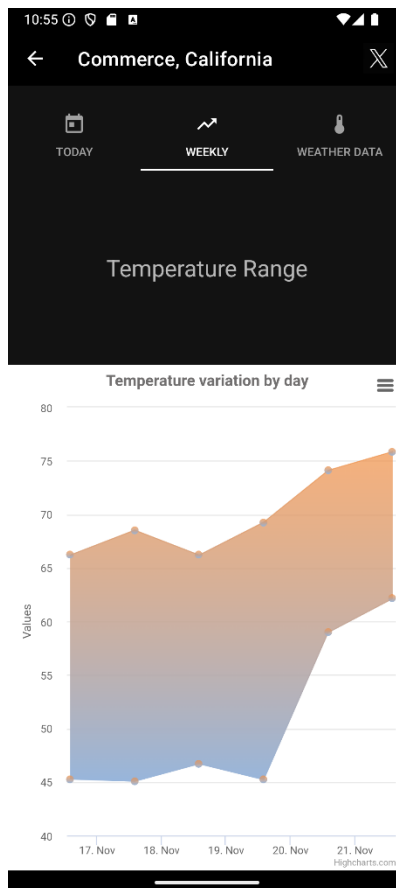 10:55
Commerce, California
TODAY
WEEKLY
WEATHER DATA
Temperature Range
Temperature variation by day
Values
80
75
70
65
60
55
50
45
40
17. Nov
18. Nov
19. Nov
20. Nov
21. Nov
Highcharts.com